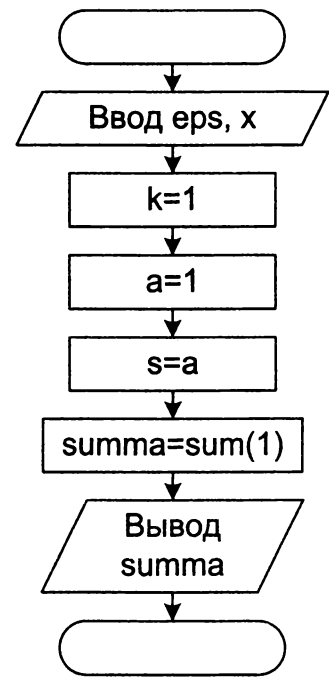 Ввод eps, x
k=1
a=1
s=a
summa=sum(1)
Вывод
summa